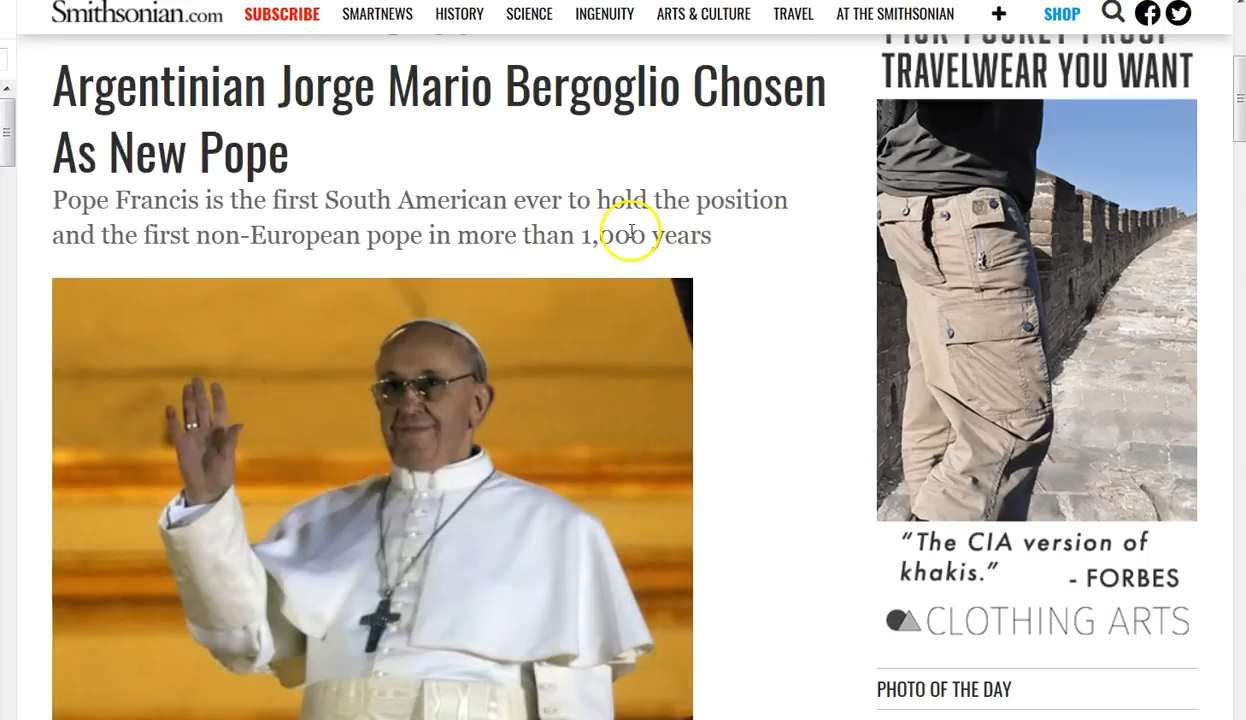 Smithsonian.com SUBSCRIBE SMARTNEWS HISTORY SCIENCE INGENUITY ARTS & CULTURE TRAVEL AT THE SMITHSONIAN + SHOP
TRAVELWEAR YOU WANT
Argentinian Jorge Mario Bergoglio Chosen
As New Pope
Pope Francis is the first South American ever to hold the position
and the first non-European pope in more than 1,000 years
"The CIA version of
khakis."
- FORBES
CLOTHING ARTS
PHOTO OF THE DAY